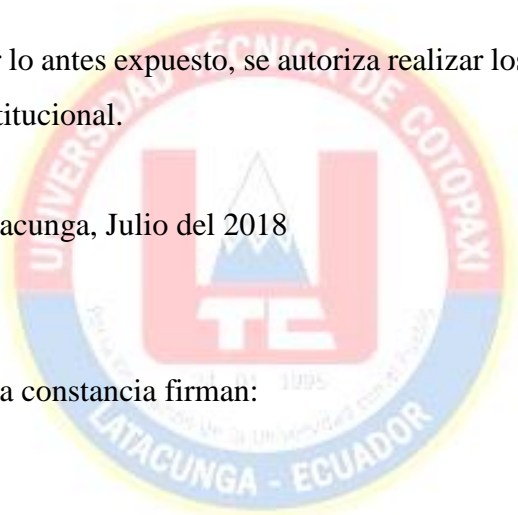 r lo antes expuesto, se autoriza realizar los
titucional.
acunga, Julio del 2018
a constancia firman:
UNIVERSIDAD TÉCNICA DE COTOPAXI
UTC
1995
LATACUNGA - ECUADOR